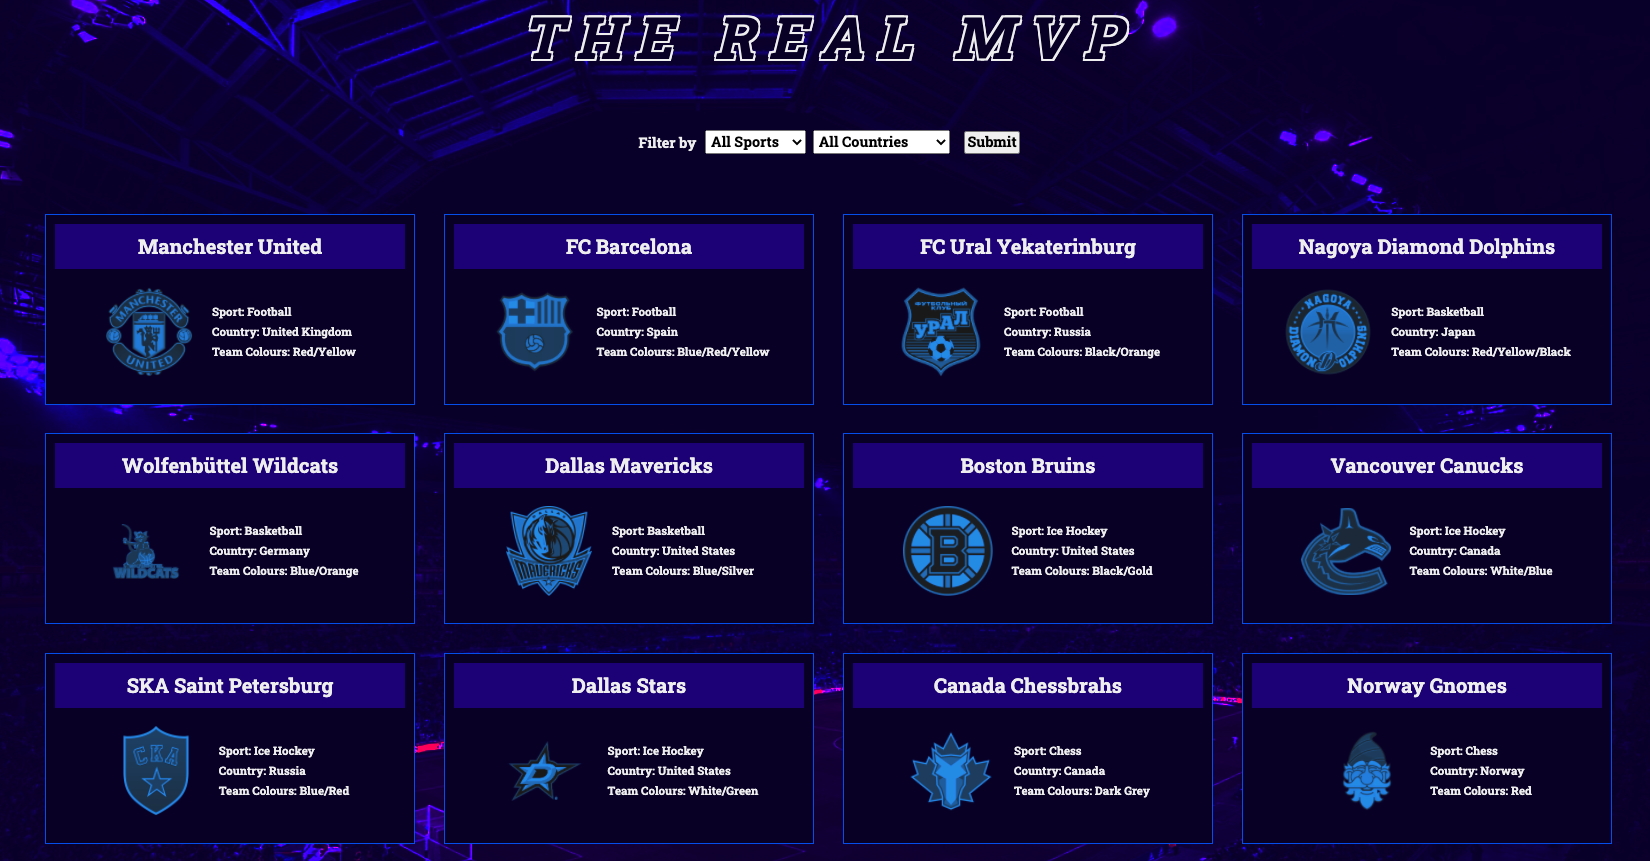 THE REAL MVP
Filter by All Sports All Countries Submit
Manchester United
MANCHESTER
UNITED
Sport: Football
Country: United Kingdom
Team Colours: Red/Yellow
FC Barcelona
Sport: Football
Country: Spain
Team Colours: Blue/Red/Yellow
FC Ural Yekaterinburg
ФУТБОЛЬНЫЙ
КЛУБ
УРАЛ
Sport: Football
Country: Russia
Team Colours: Black/Orange
Nagoya Diamond Dolphins
NAGOYA
DIAMOND DOLPHINS
D
Sport: Basketball
Country: Japan
Team Colours: Red/Yellow/Black
Wolfenbüttel Wildcats
WILDCATS
Sport: Basketball
Country: Germany
Team Colours: Blue/Orange
Dallas Mavericks
MAVERICKS
Sport: Basketball
Country: United States
Team Colours: Blue/Silver
Boston Bruins
B
Sport: Ice Hockey
Country: United States
Team Colours: Black/Gold
Vancouver Canucks
Sport: Ice Hockey
Country: Canada
Team Colours: White/Blue
SKA Saint Petersburg
СКА
Sport: Ice Hockey
Country: Russia
Team Colours: Blue/Red
Dallas Stars
D
Sport: Ice Hockey
Country: United States
Team Colours: White/Green
Canada Chessbrahs
Sport: Chess
Country: Canada
Team Colours: Dark Grey
Norway Gnomes
Sport: Chess
Country: Norway
Team Colours: Red